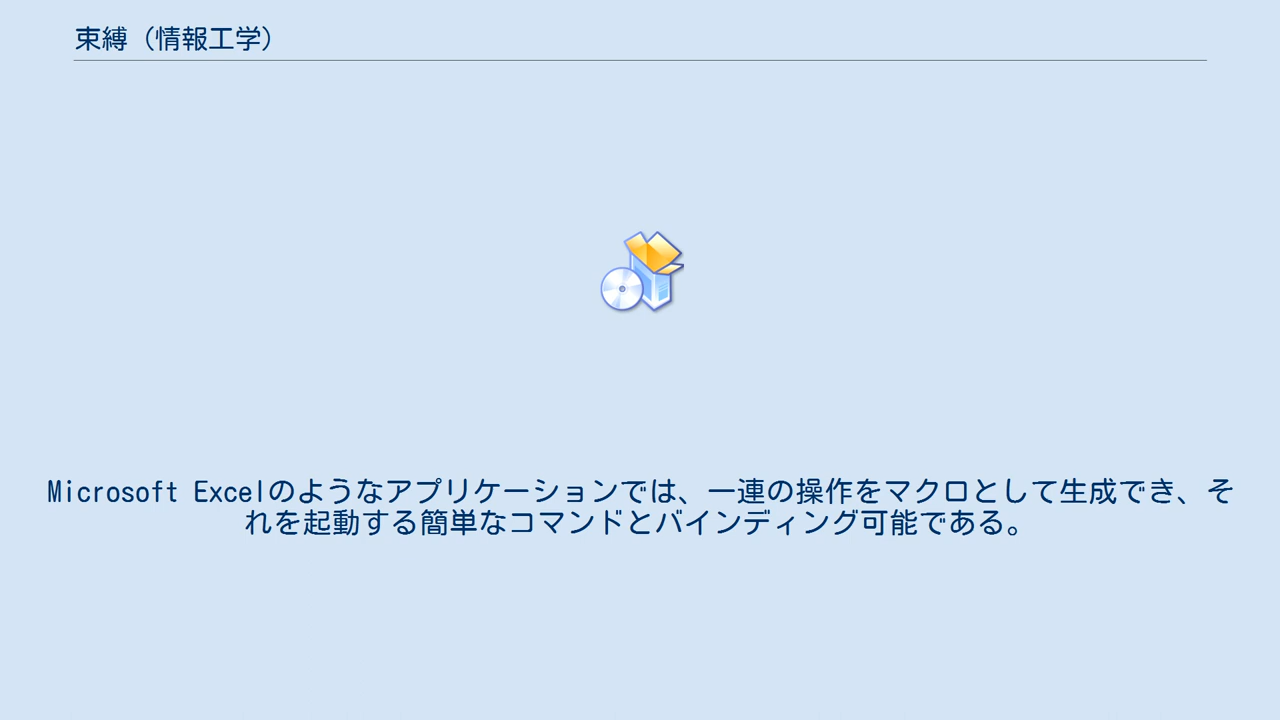 束縛（情報工学）
Microsoft Excelのようなアプリケーションでは、一連の操作をマクロとして生成でき、そ
れを起動する簡単なコマンドとバインディング可能である。